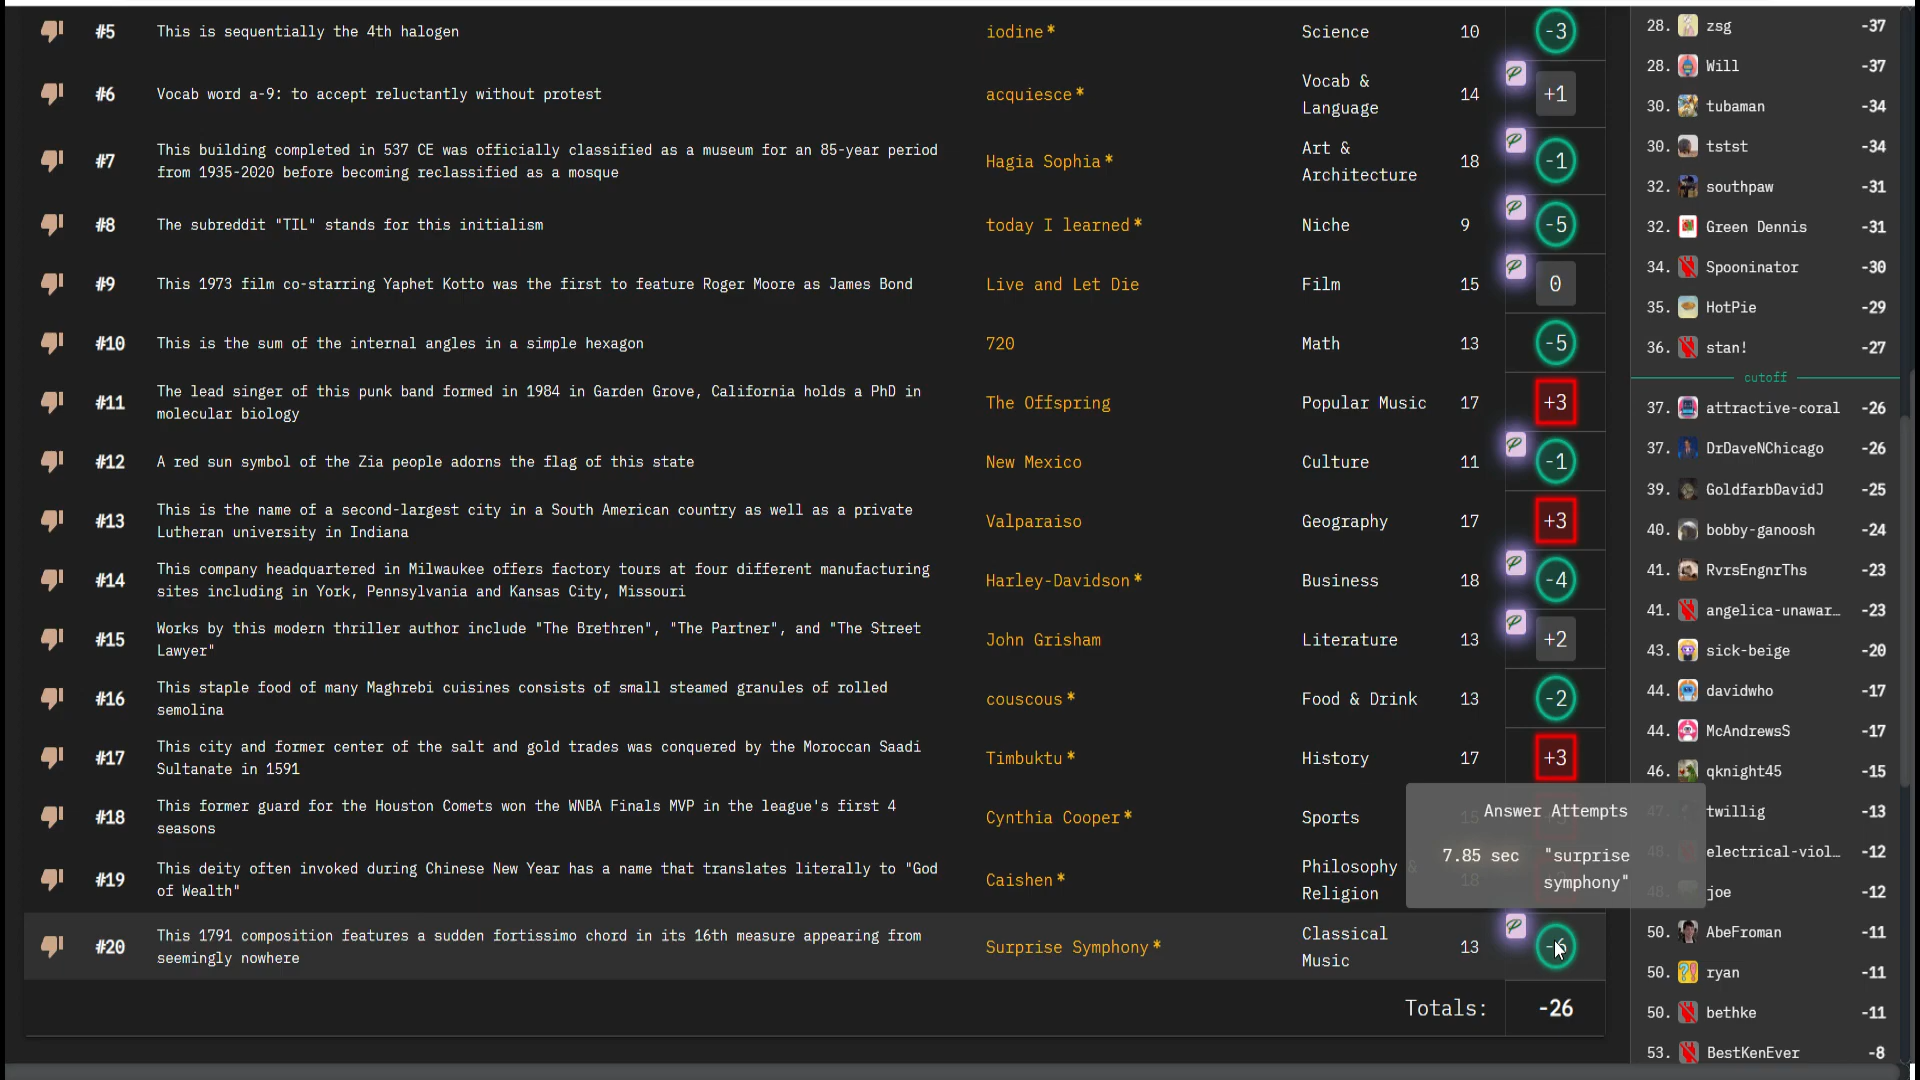 #5 This is sequentially the 4th halogen iodine* Science 10 -3
#6 Vocab word a-9: to accept reluctantly without protest acquiesce* Vocab & Language 14 +1
#7 This building completed in 537 CE was officially classified as a museum for an 85-year period
from 1935-2020 before becoming reclassified as a mosque Hagia Sophia* Art & Architecture 18 -1
#8 The subreddit "TIL" stands for this initialism today I learned* Niche 9 -5
#9 This 1973 film co-starring Yaphet Kotto was the first to feature Roger Moore as James Bond Live and Let Die Film 15 0
#10 This is the sum of the internal angles in a simple hexagon 720 Math 13 -5
#11 The lead singer of this punk band formed in 1984 in Garden Grove, California holds a PhD in
molecular biology The Offspring Popular Music 17 +3
#12 A red sun symbol of the Zia people adorns the flag of this state New Mexico Culture 11 -1
#13 This is the name of a second-largest city in a South American country as well as a private
Lutheran university in Indiana Valparaiso Geography 17 +3
#14 This company headquartered in Milwaukee offers factory tours at four different manufacturing
sites including in York, Pennsylvania and Kansas City, Missouri Harley-Davidson* Business 18 -4
#15 Works by this modern thriller author include "The Brethren", "The Partner", and "The Street
Lawyer" John Grisham Literature 13 +2
#16 This staple food of many Maghrebi cuisines consists of small steamed granules of rolled
semolina couscous* Food & Drink 13 -2
#17 This city and former center of the salt and gold trades was conquered by the Moroccan Saadi
Sultanate in 1591 Timbuktu* History 17 +3
#18 This former guard for the Houston Comets won the WNBA Finals MVP in the league's first 4
seasons Cynthia Cooper* Sports
#19 This deity often invoked during Chinese New Year has a name that translates literally to "God
of Wealth" Caishen* Philosophy & Religion 18
#20 This 1791 composition features a sudden fortissimo chord in its 16th measure appearing from
seemingly nowhere Surprise Symphony* Classical Music 13
Totals: -26
Answer Attempts
7.85 sec "surprise
symphony"
28. zsg -37
28. Will -37
30. tubaman -34
30. tstst -34
32. southpaw -31
32. Green Dennis -31
34. Spooninator -30
35. HotPie -29
36. stan! -27
cutoff
37. attractive-coral -26
37. DrDaveNChicago -26
39. GoldfarbDavidJ -25
40. bobby-ganoosh -24
41. RvrsEngnrThs -23
41. angelica-unawar… -23
43. sick-beige -20
44. davidwho -17
44. McAndrewsS -17
46. qknight45 -15
47. twillig -13
48. electrical-viol… -12
48. joe -12
50. AbeFroman -11
50. ryan -11
50. bethke -11
53. BestKenEver -8